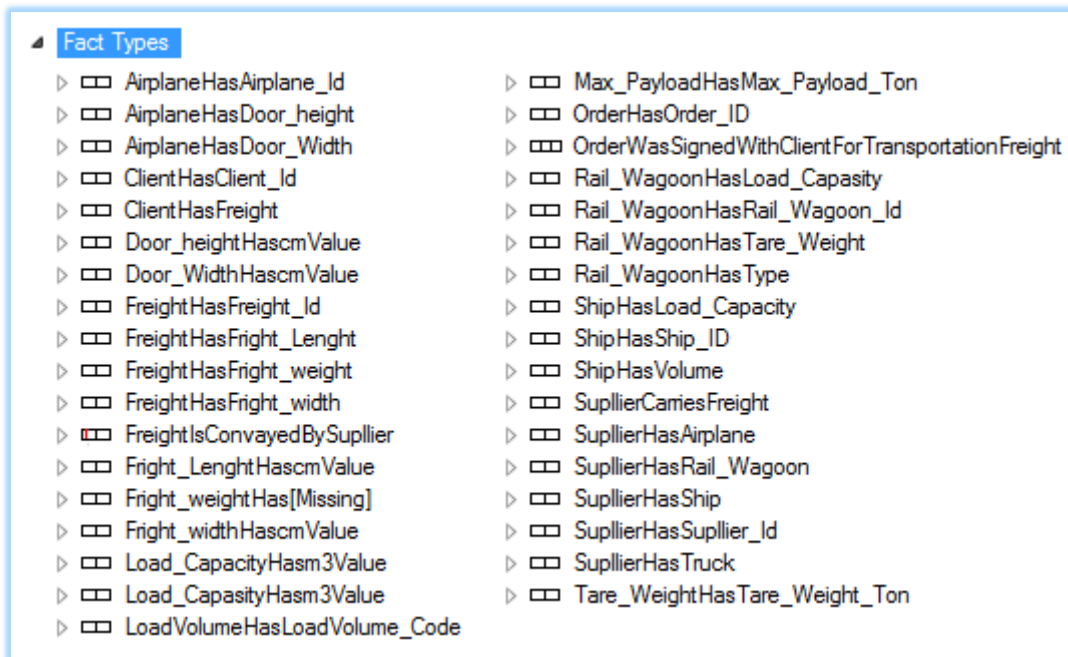 Fact Types
AirplaneHasAirplane_Id
AirplaneHasDoor_height
AirplaneHasDoor_Width
ClientHasClient_Id
ClientHasFreight
Door_heightHascmValue
Door_WidthHascmValue
FreightHasFreight_Id
FreightHasFright_Lenght
FreightHasFright_weight
FreightHasFright_width
FreightIsConvayedBySupllier
Fright_LenghtHascmValue
Fright_weightHas[Missing]
Fright_widthHascmValue
Load_CapacityHasm3Value
Load_CapasityHasm3Value
LoadVolumeHasLoadVolume_Code
Max_PayloadHasMax_Payload_Ton
OrderHasOrder_ID
OrderWasSignedWithClientForTransportationFreight
Rail_WagoonHasLoad_Capasity
Rail_WagoonHasRail_Wagoon_Id
Rail_WagoonHasTare_Weight
Rail_WagoonHasType
ShipHasLoad_Capacity
ShipHasShip_ID
ShipHasVolume
SupllierCarriesFreight
SupllierHasAirplane
SupllierHasRail_Wagoon
SupllierHasShip
SupllierHasSupllier_Id
SupllierHasTruck
Tare_WeightHasTare_Weight_Ton